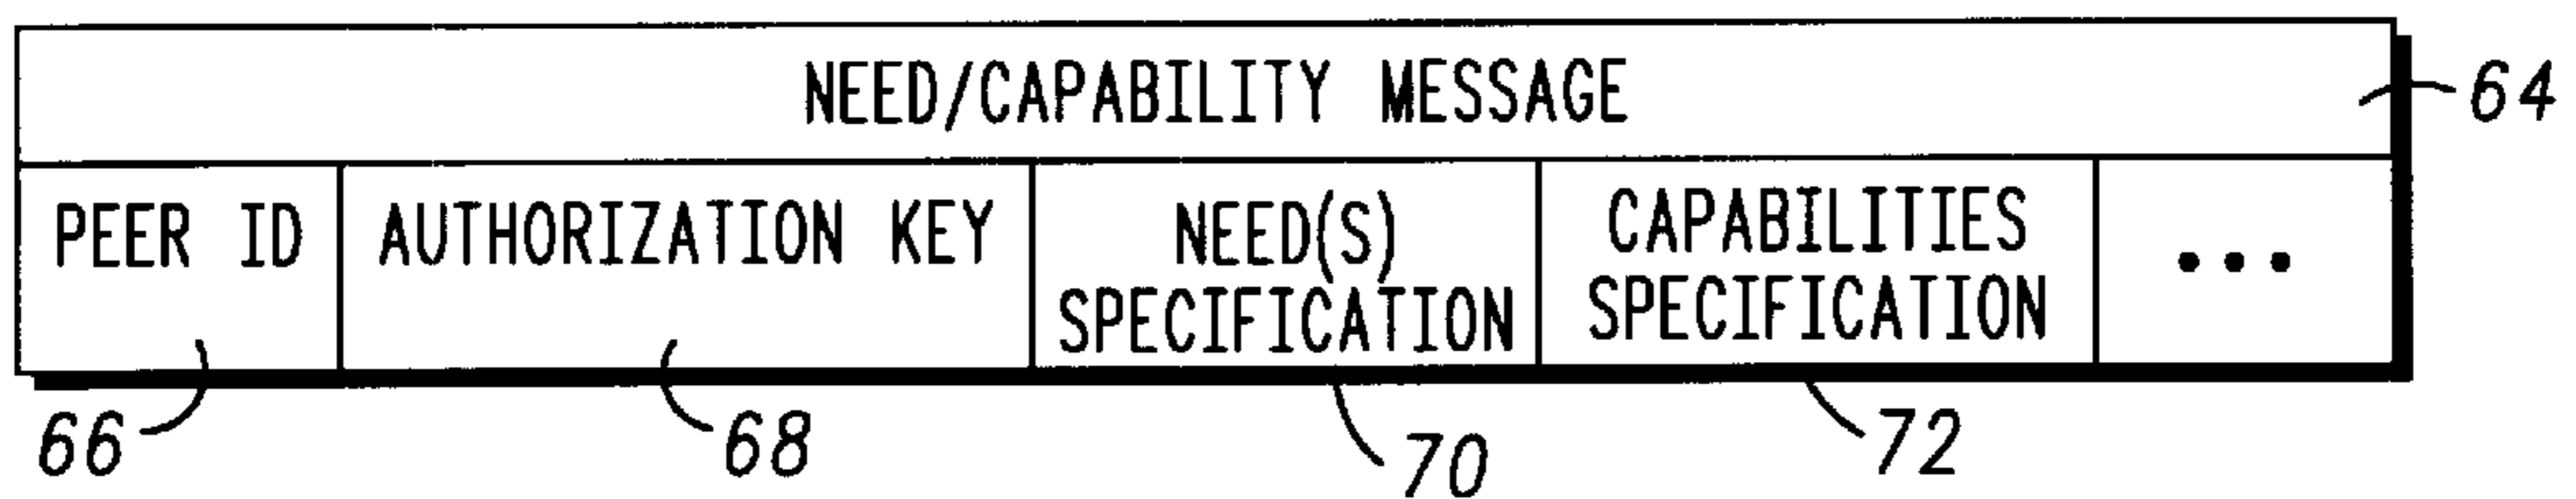 NEED/CAPABILITY MESSAGE
64
PEER ID
AUTHORIZATION KEY
NEED(S)
SPECIFICATION
CAPABILITIES
SPECIFICATION
•••
66
68
70
72